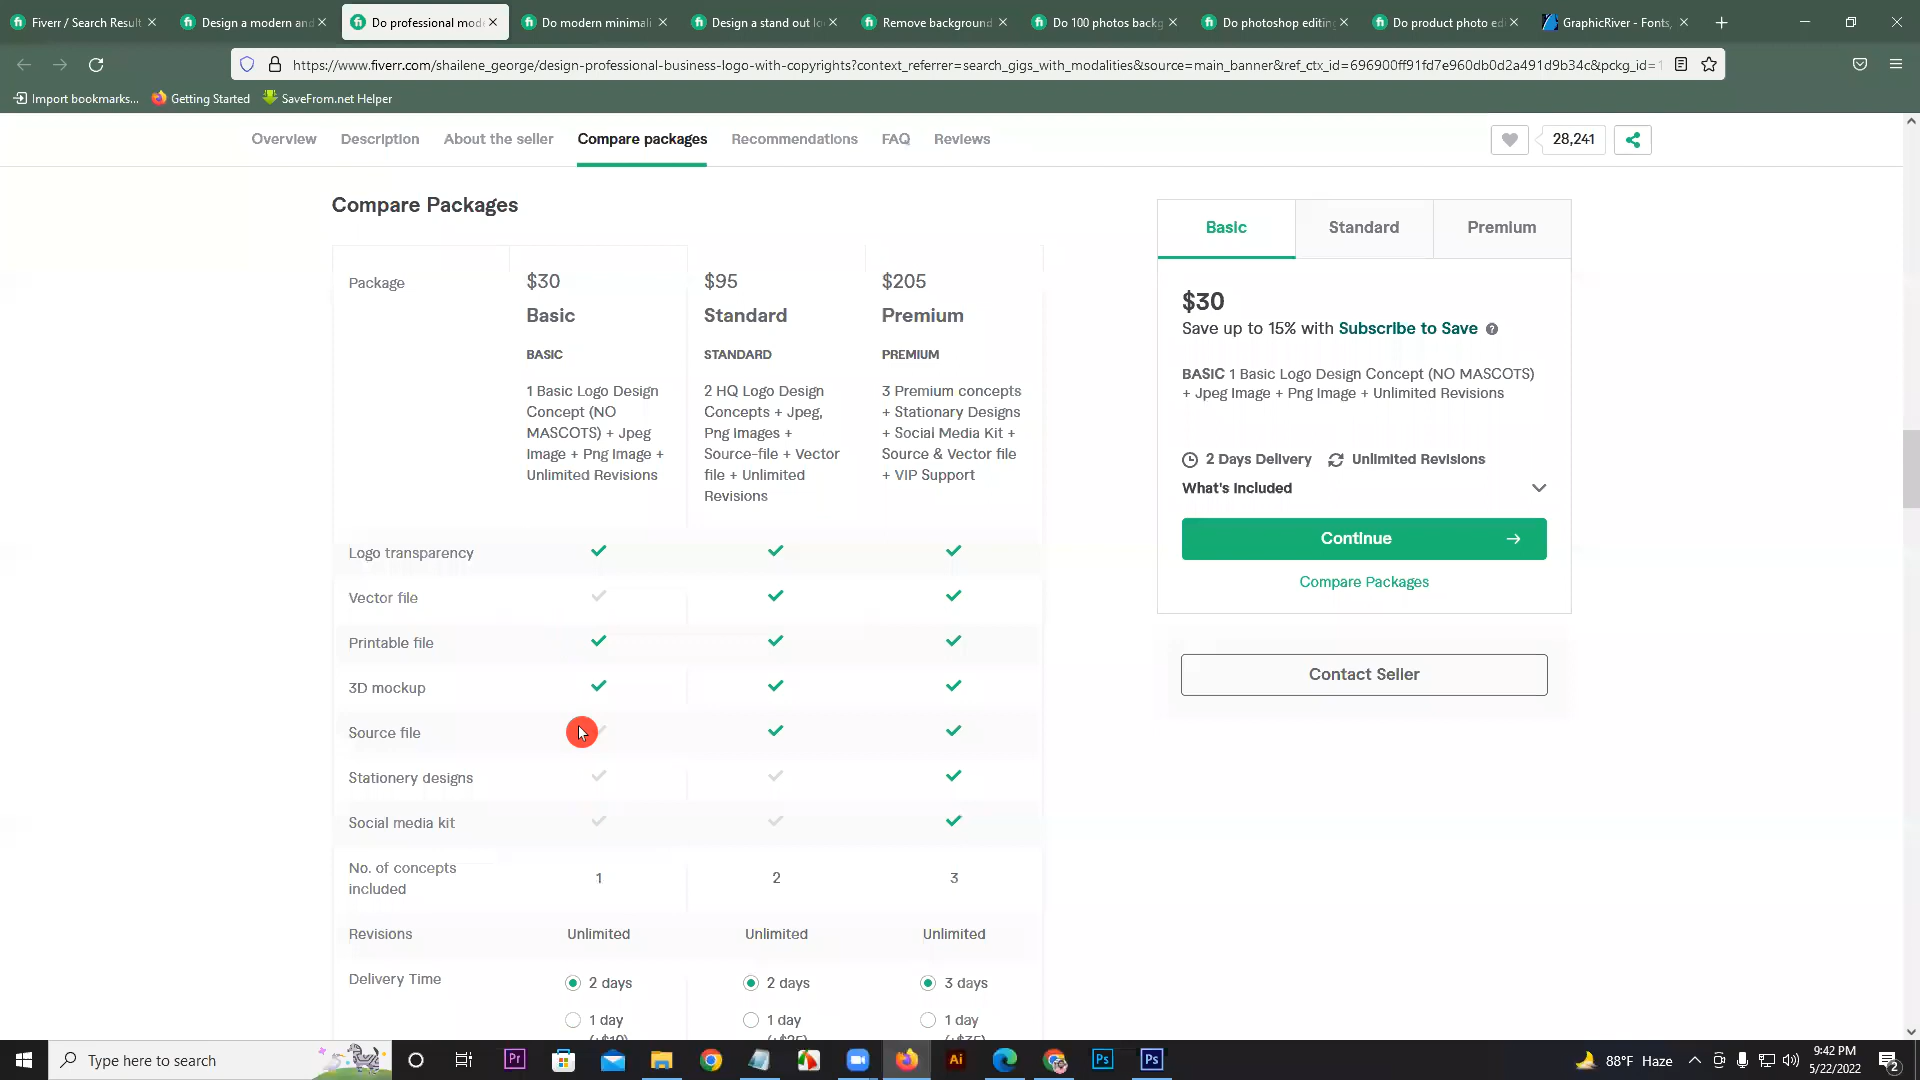 Fiverr / Search Result
Design a modern and
Do professional mod
Do modern minimali
Design a stand out lo
Remove background
Do 100 photos backg
Do photoshop editing
Do product photo edi
GraphicRiver - Fonts,
https://www.fiverr.com/shailene_george/design-professional-business-logo-with-copyrights?context_referrer=search_gigs_with_modalities&source=main_banner&ref_ctx_id=696900ff91fd7e960db0d2a491d9b34c&pckg_id=1
Import bookmarks...
Getting Started
SaveFrom.net Helper
Overview
Description
About the seller
Compare packages
Recommendations
FAQ
Reviews
28,241
Compare Packages
Package
$30
Basic
BASIC
1 Basic Logo Design
Concept (NO
MASCOTS) + Jpeg
Image + Png Image +
Unlimited Revisions
$95
Standard
STANDARD
2 HQ Logo Design
Concepts + Jpeg,
Png Images +
Source-file + Vector
file + Unlimited
Revisions
$205
Premium
PREMIUM
3 Premium concepts
+ Stationary Designs
+ Social Media Kit +
Source & Vector file
+ VIP Support
Logo transparency
Vector file
Printable file
3D mockup
Source file
Stationery designs
Social media kit
No. of concepts
included
1
2
3
Revisions
Unlimited
Unlimited
Unlimited
Delivery Time
2 days
2 days
3 days
1 day
1 day
1 day
Basic
Standard
Premium
$30
Save up to 15% with Subscribe to Save
BASIC 1 Basic Logo Design Concept (NO MASCOTS)
+ Jpeg Image + Png Image + Unlimited Revisions
2 Days Delivery
Unlimited Revisions
What's Included
Continue
Compare Packages
Contact Seller
Type here to search
Pr
Ai
Ps
Ps
88°F Haze
9:42 PM
5/22/2022
2